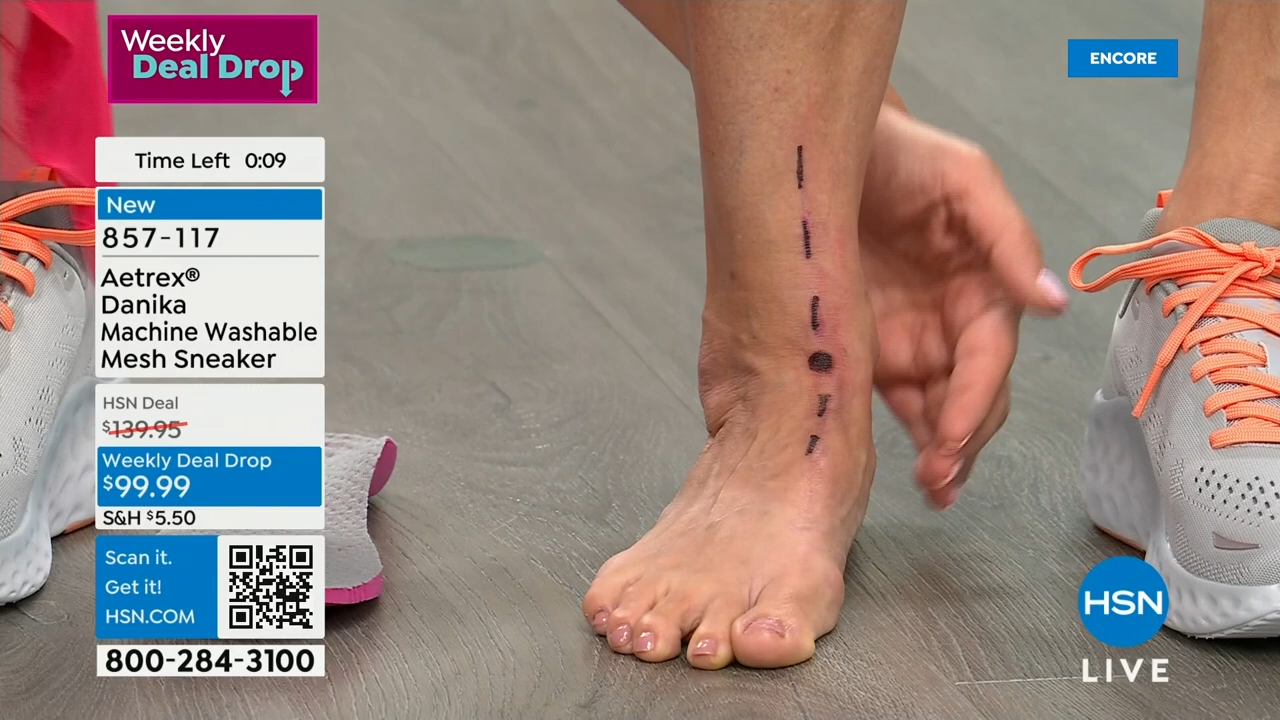 Weekly
Deal Drop
ENCORE
Time Left 0:09
New
857-117
Aetrex®
Danika
Machine Washable
Mesh Sneaker
HSN Deal
$139.95
Weekly Deal Drop
$99.99
S&H $5.50
Scan it.
Get it!
HSN.COM
800-284-3100
HSN
LIVE